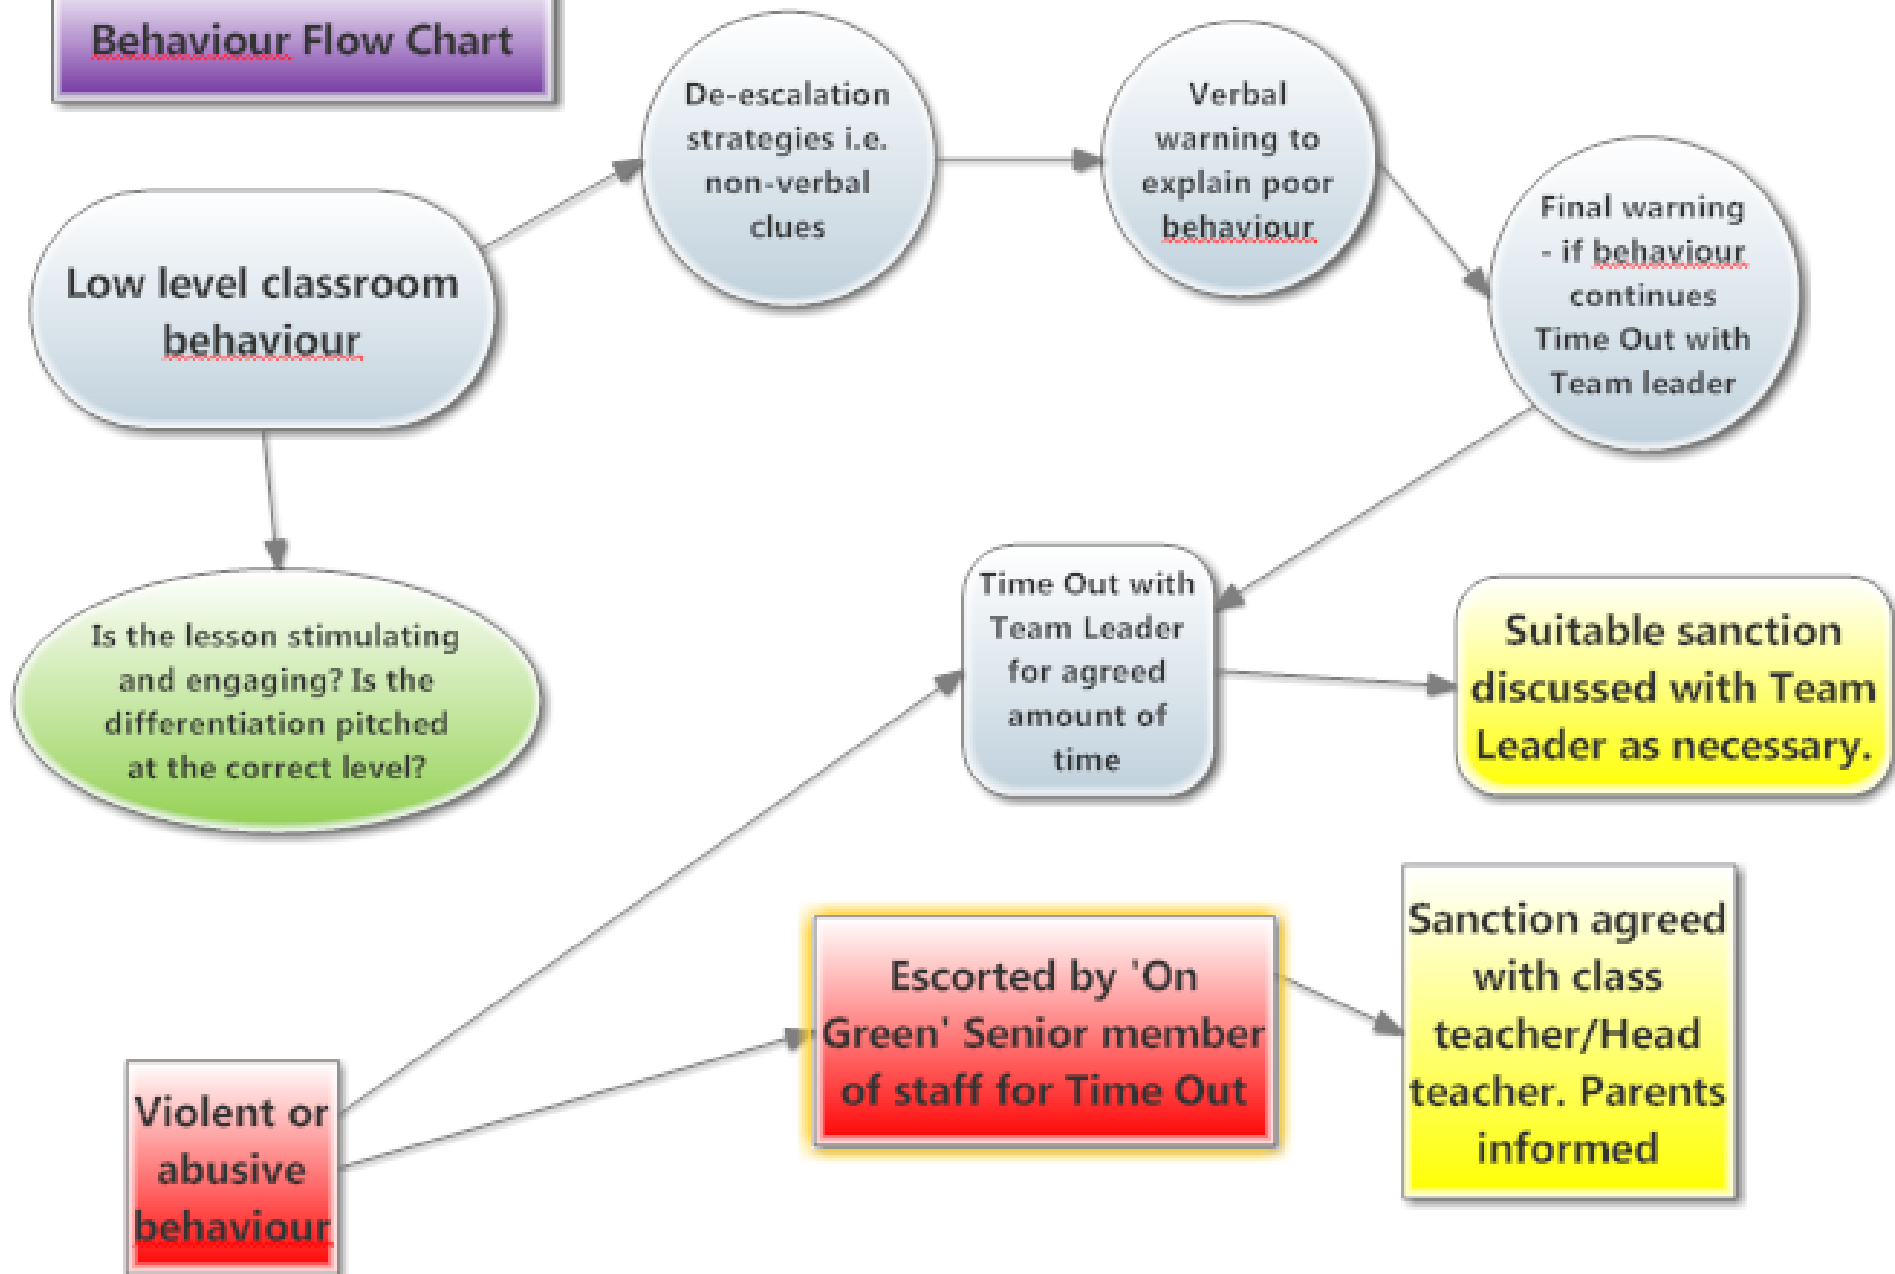 Behaviour Flow Chart
De-escalation
strategies i.e.
non-verbal
clues
Verbal
warning to
explain poor
behaviour
Final warning
- if behaviour
continues
Time Out with
Team leader
Low level classroom
behaviour
Is the lesson stimulating
and engaging? Is the
differentiation pitched
at the correct level?
Time Out with
Team Leader
for agreed
amount of
time
Suitable sanction
discussed with Team
Leader as necessary.
Violent or
abusive
behaviour
Escorted by 'On
Green' Senior member
of staff for Time Out
Sanction agreed
with class
teacher/Head
teacher. Parents
informed